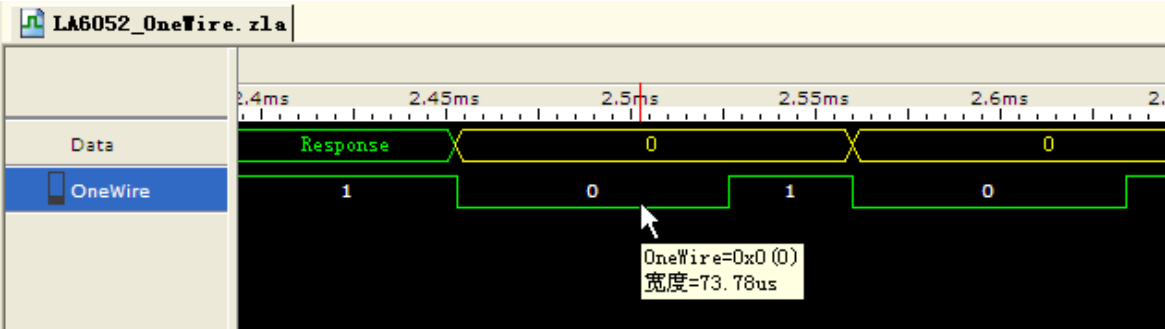 LA6052_OneWire.zla
2.4ms 2.45ms 2.5ms 2.55ms 2.6ms 2.
Data Response 0 0
OneWire 1 0 1 0
OneWire=0x0(0)
宽度=73.78us